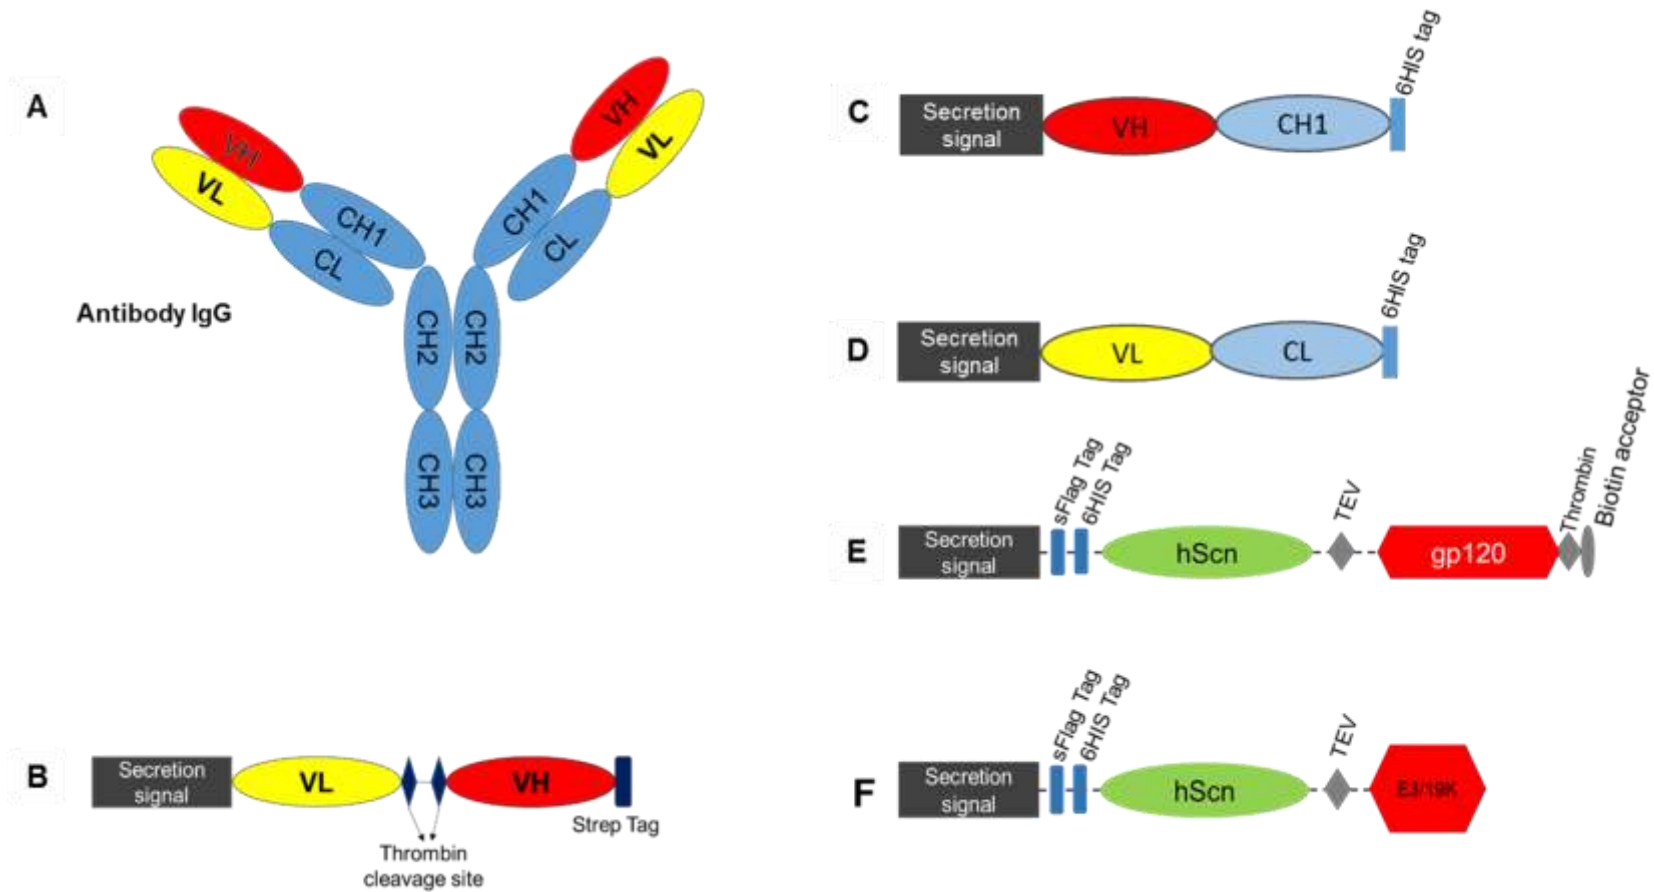 A
VH
VL
CH1
CL
VH
VL
CH1
CL
CH2
CH2
CH3
CH3
Antibody IgG
B
Secretion
signal
VL
VH
Strep Tag
Thrombin
cleavage site
C
Secretion
signal
VH
CH1
6HIS tag
D
Secretion
signal
VL
CL
6HIS tag
E
Secretion
signal
sFlag Tag
6HIS Tag
hScn
TEV
gp120
Thrombin
Biotin acceptor
F
Secretion
signal
sFlag Tag
6HIS Tag
hScn
TEV
E3/19K